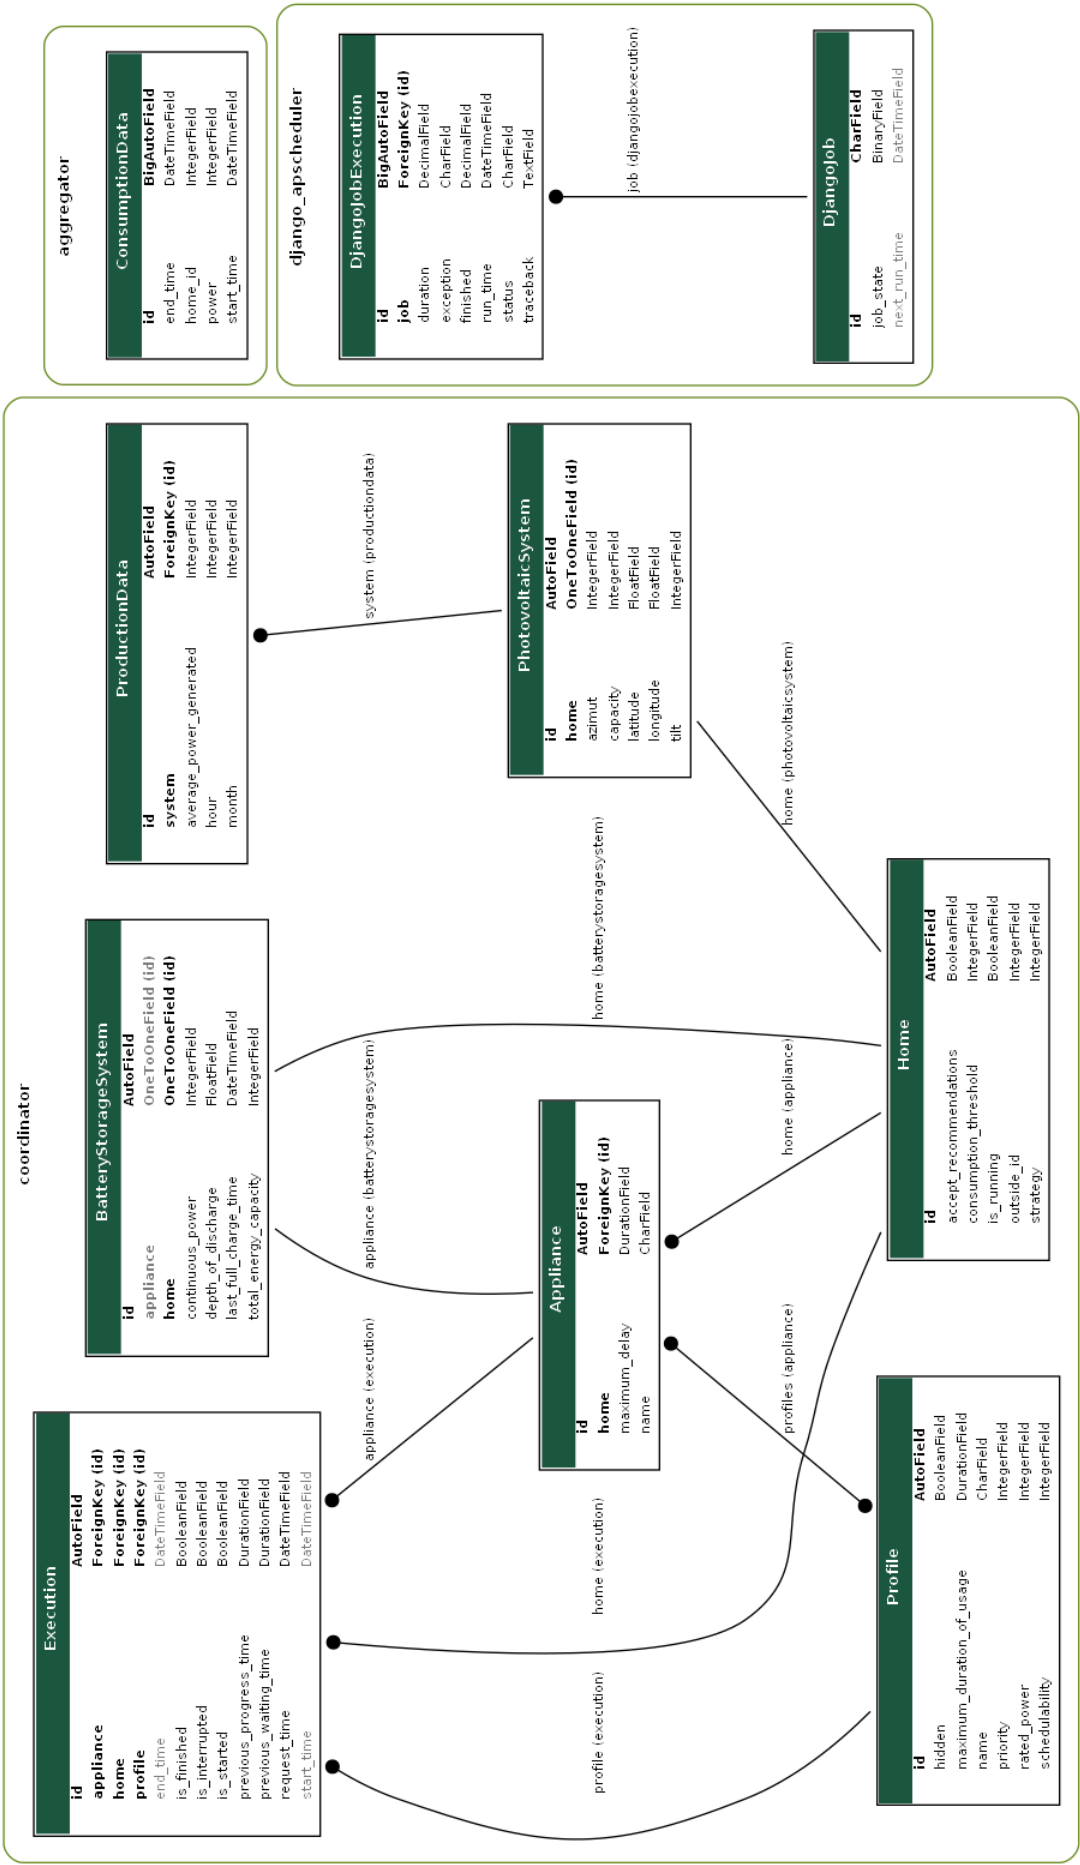 coordinator
Execution
id AutoField
appliance ForeignKey (id)
home ForeignKey (id)
profile ForeignKey (id)
end_time DateTimeField
is_finished BooleanField
is_interrupted BooleanField
is_started BooleanField
previous_progress_time DurationField
previous_waiting_time DurationField
request_time DateTimeField
start_time DateTimeField
BatteryStorageSystem
id AutoField
appliance OneToOneField (id)
home OneToOneField (id)
continuous_power IntegerField
depth_of_discharge FloatField
last_full_charge_time DateTimeField
total_energy_capacity IntegerField
ProductionData
id AutoField
system ForeignKey (id)
average_power_generated IntegerField
hour IntegerField
month IntegerField
appliance (execution)
appliance (batterystoragesystem)
system (productiondata)
Appliance
id AutoField
home ForeignKey (id)
maximum_delay DurationField
name CharField
PhotovoltaicSystem
id AutoField
home OneToOneField (id)
azimut IntegerField
capacity IntegerField
latitude FloatField
longitude FloatField
tilt IntegerField
profile (execution)
home (execution)
home (batterystoragesystem)
profiles (appliance)
home (appliance)
home (photovoltaicsystem)
Profile
id AutoField
hidden BooleanField
maximum_duration_of_usage DurationField
name CharField
priority IntegerField
rated_power IntegerField
schedulability IntegerField
Home
id AutoField
accept_recommendations BooleanField
consumption_threshold IntegerField
is_running BooleanField
outside_id IntegerField
strategy IntegerField
aggregator
ConsumptionData
id BigAutoField
end_time DateTimeField
home_id IntegerField
power IntegerField
start_time DateTimeField
django_apscheduler
DjangoJobExecution
id BigAutoField
job ForeignKey (id)
duration DecimalField
exception CharField
finished DecimalField
run_time DateTimeField
status CharField
traceback TextField
job (djangojobexecution)
DjangoJob
id CharField
job_state BinaryField
next_run_time DateTimeField